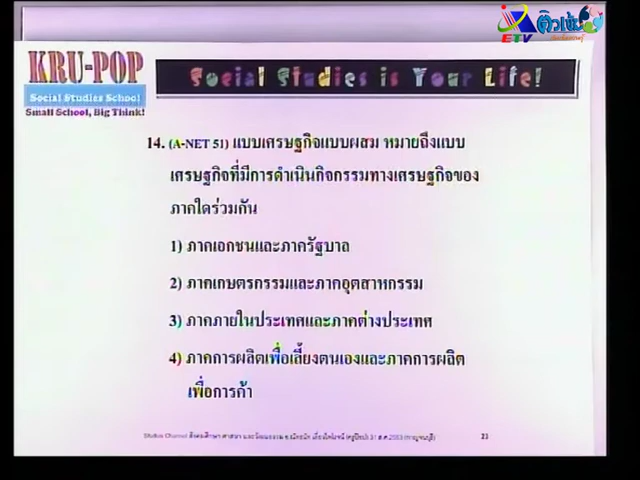 ETV
ติวเข้ม
KRU-POP
Social Studies is Your Life!
Social Studies School
Small School, Big Think!
14. (A-NET 51) แบบเศรษฐกิจแบบผสม หมายถึงแบบ
เศรษฐกิจที่มีการดำเนินกิจกรรมทางเศรษฐกิจของ
ภาคใดร่วมกัน
1) ภาคเอกชนและภาครัฐบาล
2) ภาคเกษตรกรรมและภาคอุตสาหกรรม
3) ภาคภายในประเทศและภาคต่างประเทศ
4) ภาคการผลิตเพื่อเลี้ยงตนเองและภาคการผลิต
เพื่อการค้า
23